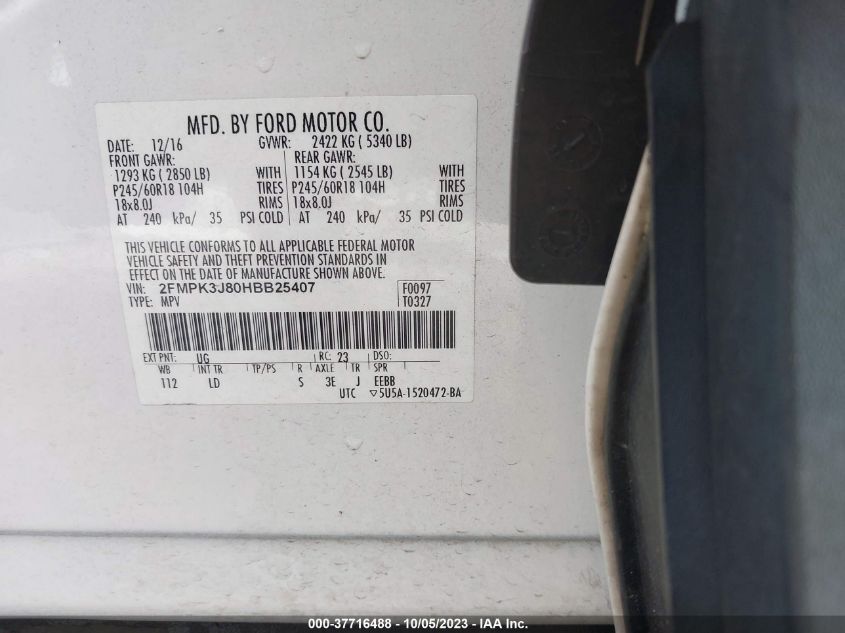 MFD. BY FORD MOTOR CO.
DATE: 12/16 GVWR: 2422 KG ( 5340 LB)
FRONT GAWR: REAR GAWR:
1293 KG ( 2850 LB) WITH 1154 KG ( 2545 LB) WITH
P245/60R18 104H TIRES P245/60R18 104H TIRES
18x8.0J RIMS 18x8.0J RIMS
AT 240 kPa/ 35 PSI COLD AT 240 kPa/ 35 PSI COLD
THIS VEHICLE CONFORMS TO ALL APPLICABLE FEDERAL MOTOR
VEHICLE SAFETY AND THEFT PREVENTION STANDARDS IN
EFFECT ON THE DATE OF MANUFACTURE SHOWN ABOVE.
VIN: 2FMPK3J80HBB25407 F0097
TYPE: MPV T0327
EXT PNT: UG RC: 23 DSO:
WB INT TR TP/PS R AXLE TR SPR
112 LD S 3E J EEBB
UTC ▽5U5A-1520472-BA
000-37716488 - 10/05/2023 - IAA Inc.